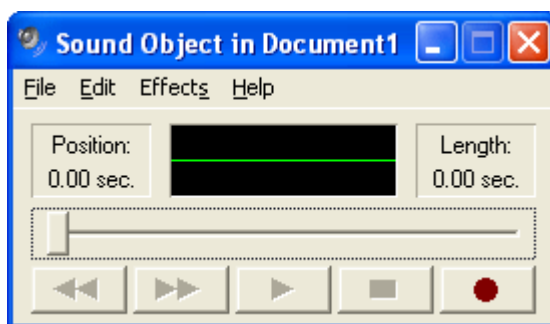 Sound Object in Document1
File Edit Effects Help
Position:
0.00 sec.
Length:
0.00 sec.